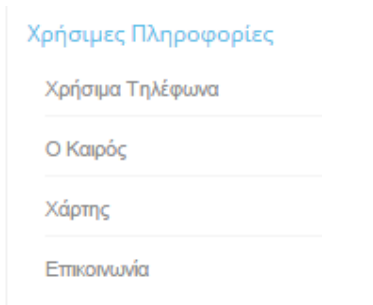 Χρήσιμες Πληροφορίες
Χρήσιμα Τηλέφωνα
Ο Καιρός
Χάρτης
Επικοινωνία